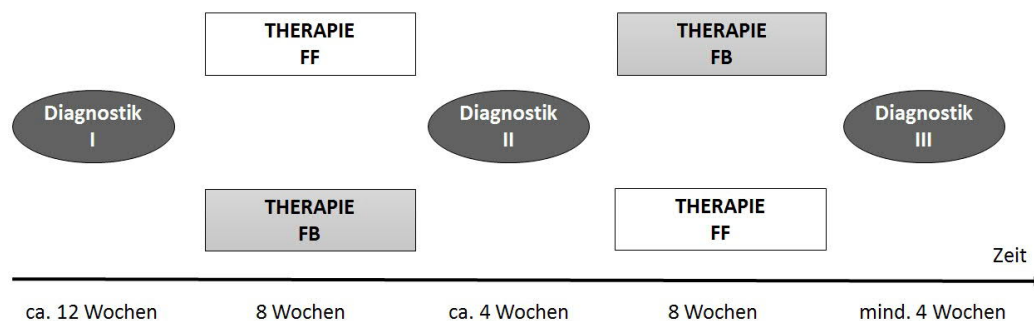 THERAPIE
FF
THERAPIE
FB
Diagnostik
I
Diagnostik
II
Diagnostik
III
THERAPIE
FB
THERAPIE
FF
Zeit
ca. 12 Wochen
8 Wochen
ca. 4 Wochen
8 Wochen
mind. 4 Wochen